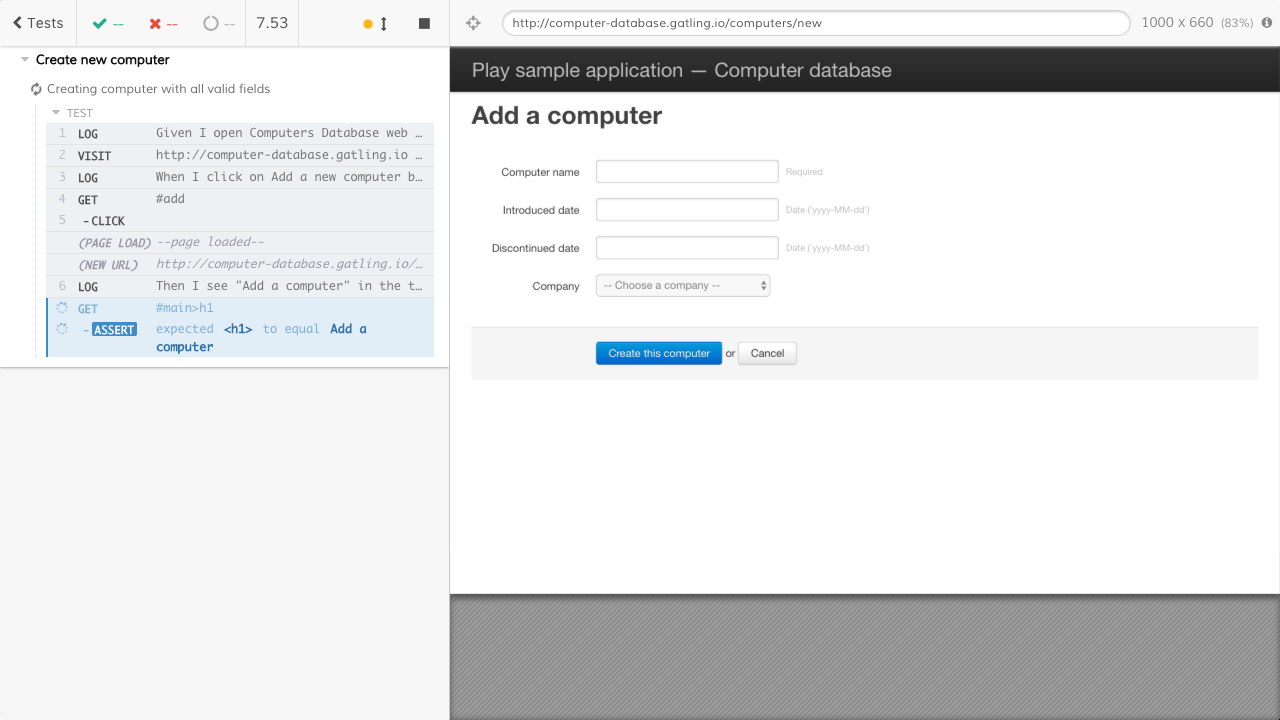 Tests
--
--
--
7.53
http://computer-database.gatling.io/computers/new
1000 x 660 (83%)
Create new computer
Creating computer with all valid fields
TEST
1 LOG Given I open Computers Database web …
2 VISIT http://computer-database.gatling.io …
3 LOG When I click on Add a new computer b…
4 GET #add
5 -CLICK
(PAGE LOAD) --page loaded--
(NEW URL) http://computer-database.gatling.io/…
6 LOG Then I see "Add a computer" in the t…
GET #main>h1
-ASSERT expected <h1> to equal Add a
computer
Play sample application — Computer database
Add a computer
Computer name Required
Introduced date Date ('yyyy-MM-dd')
Discontinued date Date ('yyyy-MM-dd')
Company -- Choose a company --
Create this computer or Cancel